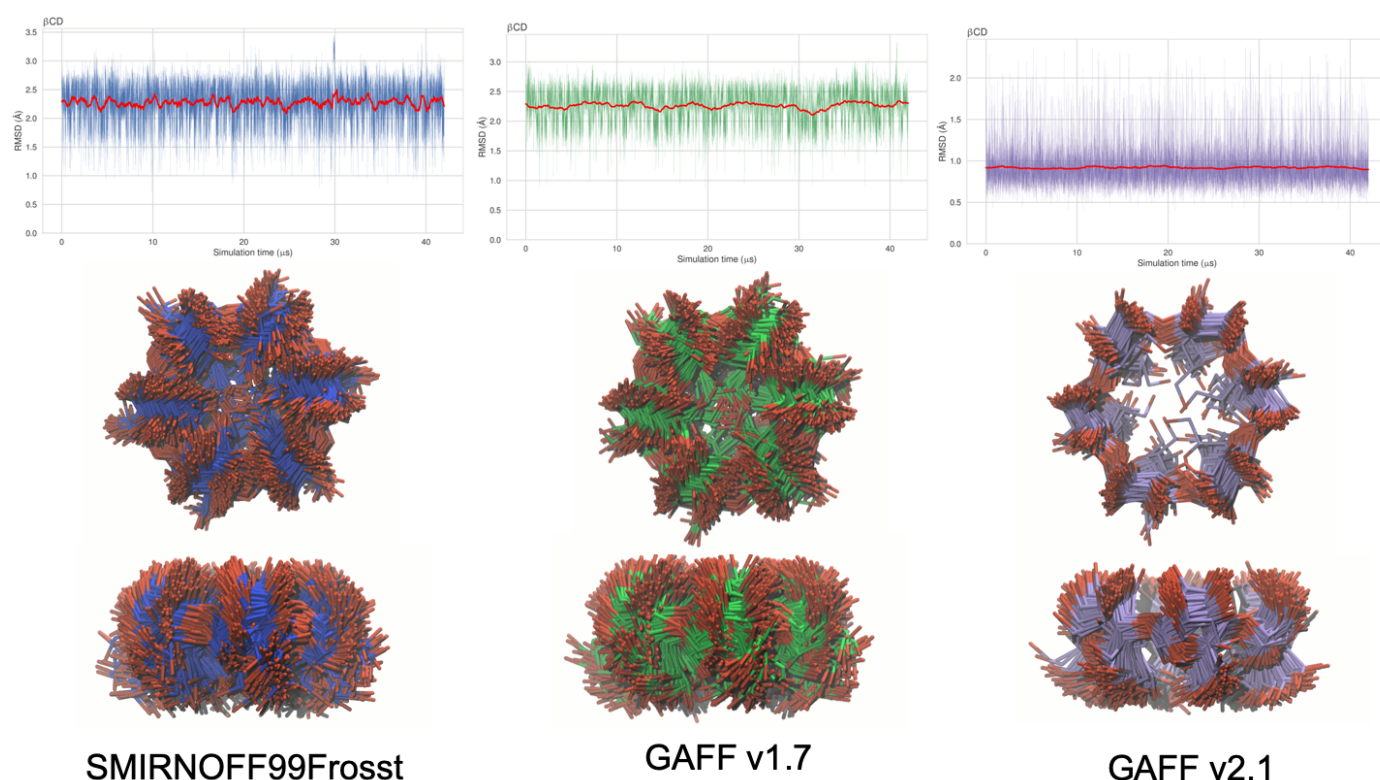 βCD
3.5
3.0
2.5
2.0
1.5
1.0
0.5
0.0
RMSD (Å)
0 10 20 30 40
Simulation time (μs)
βCD
3.0
2.5
2.0
1.5
1.0
0.5
0.0
RMSD (Å)
0 10 20 30 40
Simulation time (μs)
βCD
2.0
1.5
1.0
0.5
0.0
RMSD (Å)
0 10 20 30 40
Simulation time (μs)
SMIRNOFF99Frosst
GAFF v1.7
GAFF v2.1